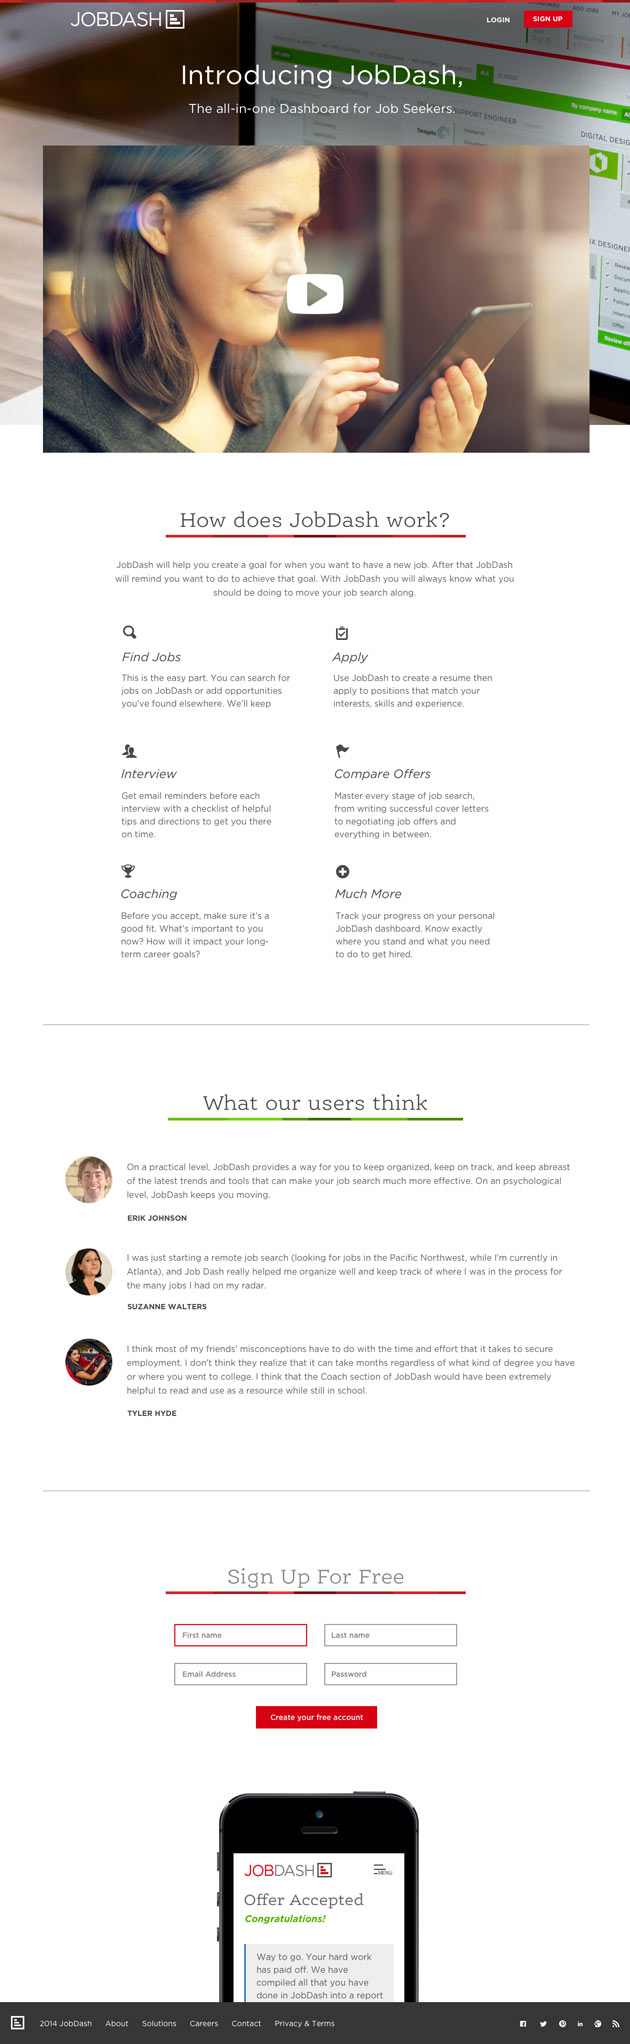 JOBDASH
LOGIN
SIGN UP
Introducing JobDash,
The all-in-one Dashboard for Job Seekers.
ADD JOBS
ALL
CLOSED
By company name:
SUPPORT ENGINEER
Seagate
Research
DIGITAL DESIG
UX DESIGNER
Interview
Offer
Review offer
How does JobDash work?
JobDash will help you create a goal for when you want to have a new job. After that JobDash
will remind you want to do to achieve that goal. With JobDash you will always know what you
should be doing to move your job search along.
Find Jobs
This is the easy part. You can search for
jobs on JobDash or add opportunities
you've found elsewhere. We'll keep
Apply
Use JobDash to create a resume then
apply to positions that match your
interests, skills and experience.
Interview
Get email reminders before each
interview with a checklist of helpful
tips and directions to get you there
on time.
Compare Offers
Master every stage of job search,
from writing successful cover letters
to negotiating job offers and
everything in between.
Coaching
Before you accept, make sure it's a
good fit. What's important to you
now? How will it impact your long-
term career goals?
Much More
Track your progress on your personal
JobDash dashboard. Know exactly
where you stand and what you need
to do to get hired.
What our users think
On a practical level, JobDash provides a way for you to keep organized, keep on track, and keep abreast
of the latest trends and tools that can make your job search much more effective. On an psychological
level, JobDash keeps you moving.
ERIK JOHNSON
I was just starting a remote job search (looking for jobs in the Pacific Northwest, while I'm currently in
Atlanta), and Job Dash really helped me organize well and keep track of where I was in the process for
the many jobs I had on my radar.
SUZANNE WALTERS
I think most of my friends' misconceptions have to do with the time and effort that it takes to secure
employment. I don't think they realize that it can take months regardless of what kind of degree you have
or where you went to college. I think that the Coach section of JobDash would have been extremely
helpful to read and use as a resource while still in school.
TYLER HYDE
Sign Up For Free
First name
Last name
Email Address
Password
Create your free account
JOBDASH
MENU
Offer Accepted
Congratulations!
Way to go. Your hard work
has paid off. We have
compiled all that you have
done in JobDash into a report
2014 JobDash
About
Solutions
Careers
Contact
Privacy & Terms